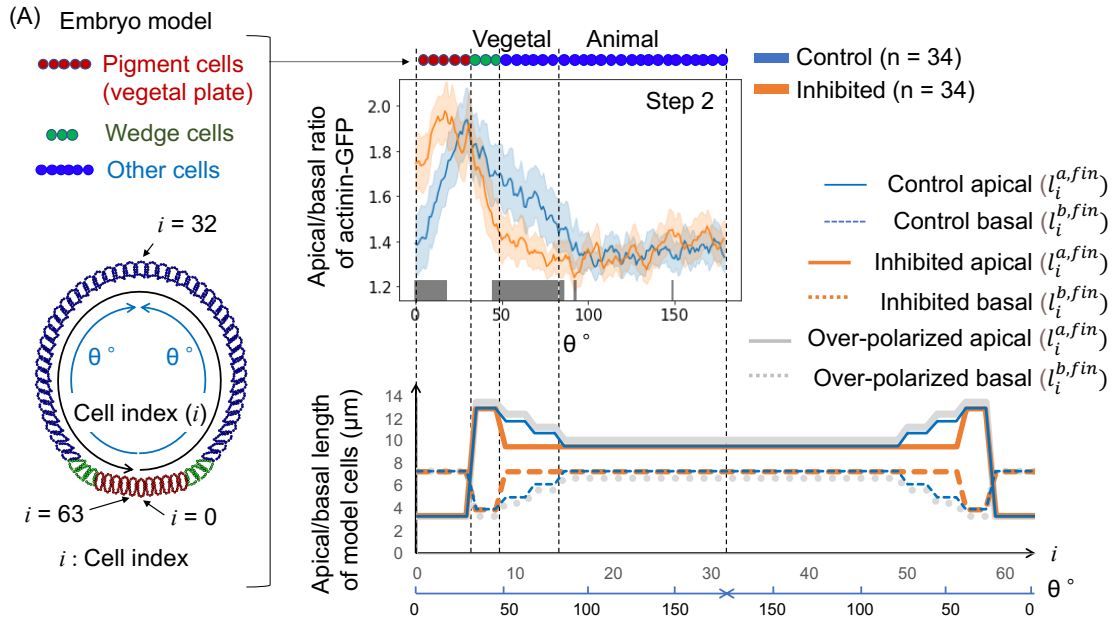 (A)
Embryo model
Pigment cells
(vegetal plate)
Wedge cells
Other cells
i = 32
θ°
θ°
Cell index (i)
i = 63
i = 0
i : Cell index
Vegetal
Animal
Step 2
Apical/basal ratio
of actinin-GFP
2.0
1.8
1.6
1.4
1.2
0
50
100
150
θ°
Control (n = 34)
Inhibited (n = 34)
Control apical (l_i^{a,fin})
Control basal (l_i^{b,fin})
Inhibited apical (l_i^{a,fin})
Inhibited basal (l_i^{b,fin})
Over-polarized apical (l_i^{a,fin})
Over-polarized basal (l_i^{b,fin})
Apical/basal length
of model cells (μm)
14
12
10
8
6
4
2
0
i
0 10 20 30 40 50 60
θ°
0 50 100 150 150 100 50 0